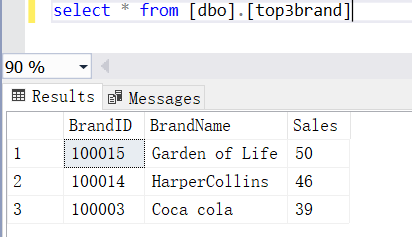 select * from [dbo].[top3brand]
90 %
Results Messages
BrandID BrandName Sales
1 100015 Garden of Life 50
2 100014 HarperCollins 46
3 100003 Coca cola 39